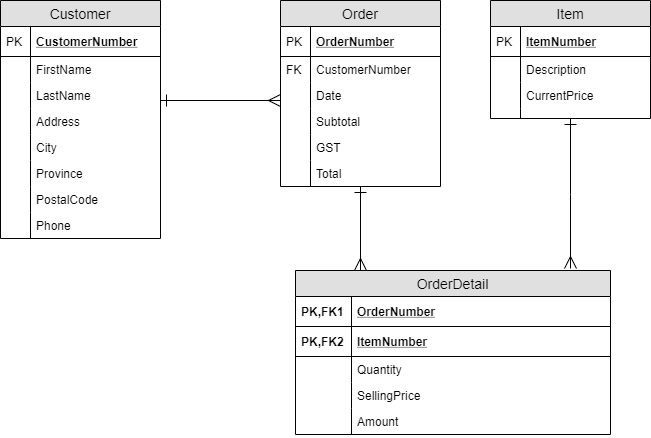 Customer
PK CustomerNumber
FirstName
LastName
Address
City
Province
PostalCode
Phone
Order
PK OrderNumber
FK CustomerNumber
Date
Subtotal
GST
Total
Item
PK ItemNumber
Description
CurrentPrice
OrderDetail
PK,FK1 OrderNumber
PK,FK2 ItemNumber
Quantity
SellingPrice
Amount